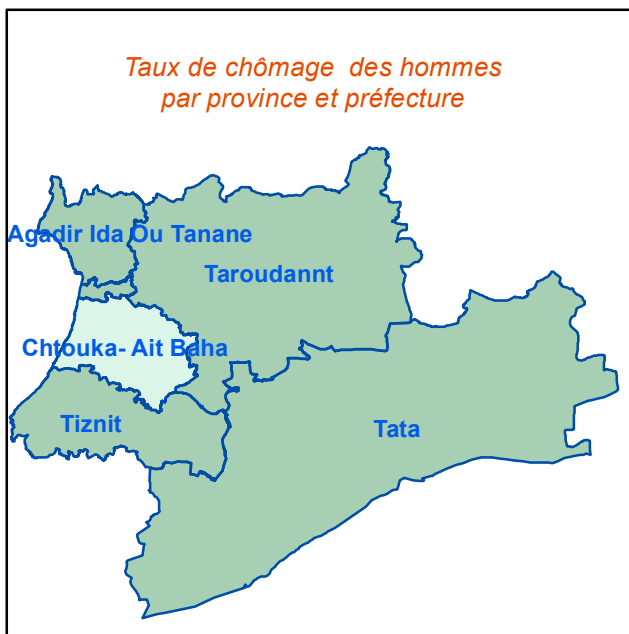 Taux de chômage des hommes
par province et préfecture
Agadir Ida Ou Tanane
Taroudannt
Chtouka- Ait Baha
Tiznit
Tata